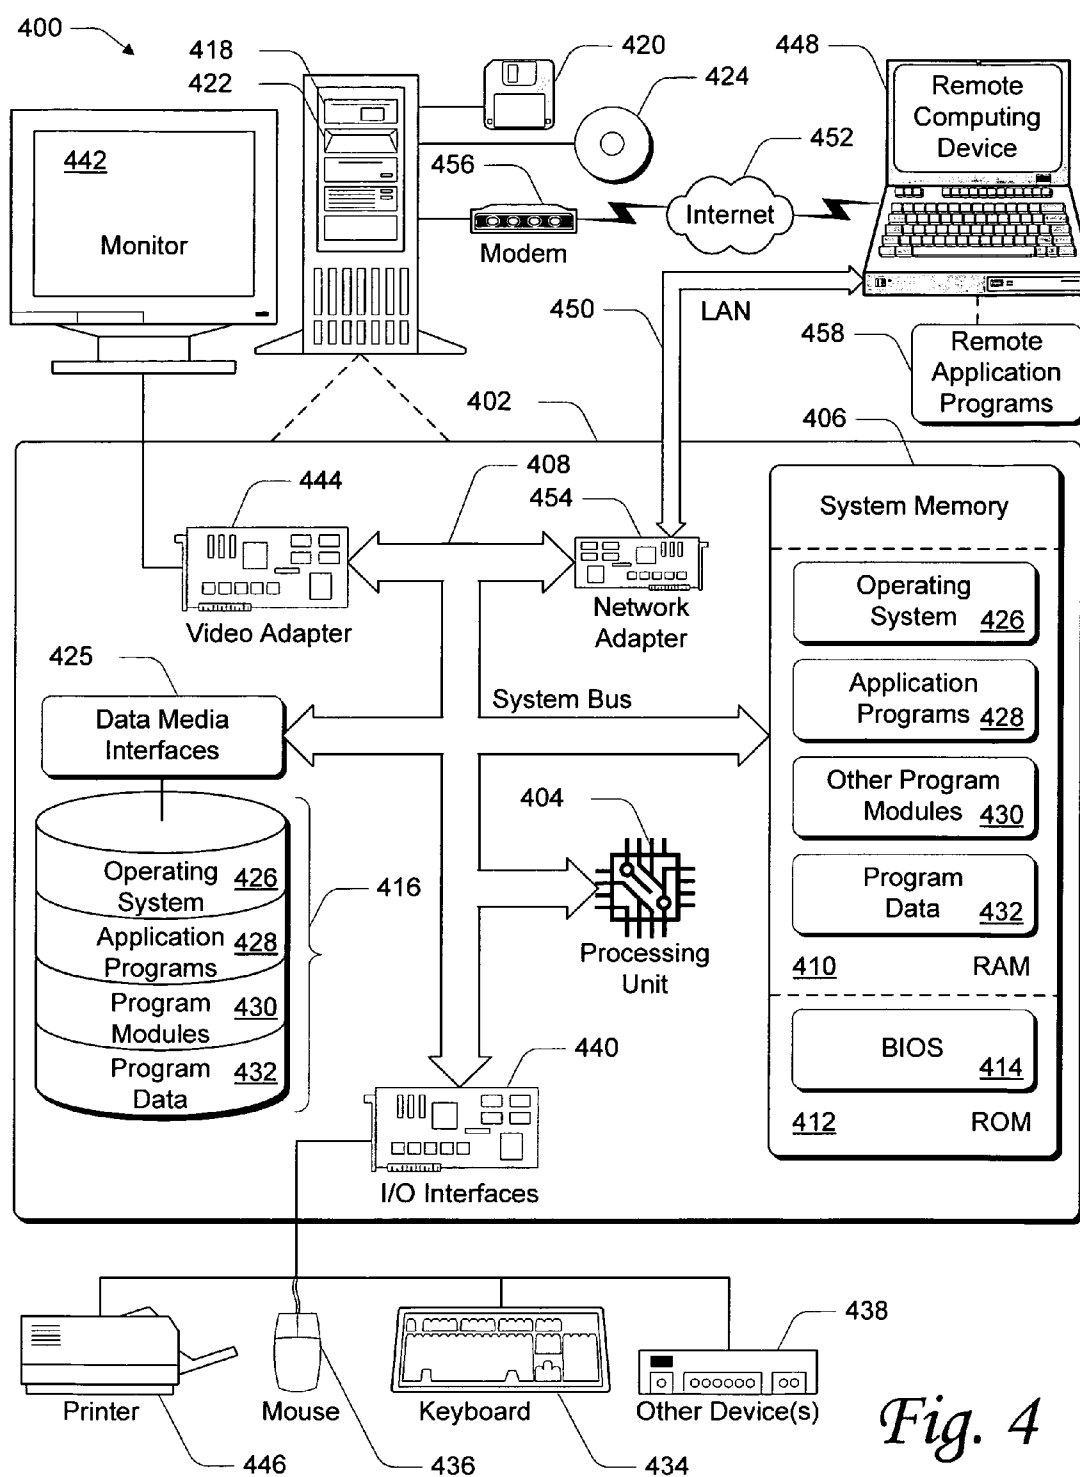 400
418
422
420
424
448
Remote
Computing
Device
442
Monitor
456
Modem
452
Internet
450
LAN
458
Remote
Application
Programs
402
406
444
408
454
Video Adapter
Network
Adapter
System Memory
Operating
System 426
Application
Programs 428
Other Program
Modules 430
Program
Data 432
410 RAM
BIOS 414
412 ROM
425
Data Media
Interfaces
System Bus
404
Processing
Unit
Operating
System 426
Application
Programs 428
Program
Modules 430
Program
Data 432
416
440
I/O Interfaces
Printer
446
Mouse
436
Keyboard
434
438
Other Device(s)
Fig. 4